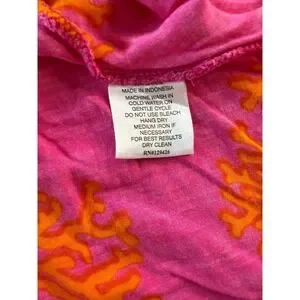 MADE IN INDONESIA
MACHINE WASH IN
COLD WATER ON
GENTLE CYCLE
DO NOT USE BLEACH
HANG DRY
MEDIUM IRON IF
NECESSARY
FOR BEST RESULTS
DRY CLEAN
RN#129426